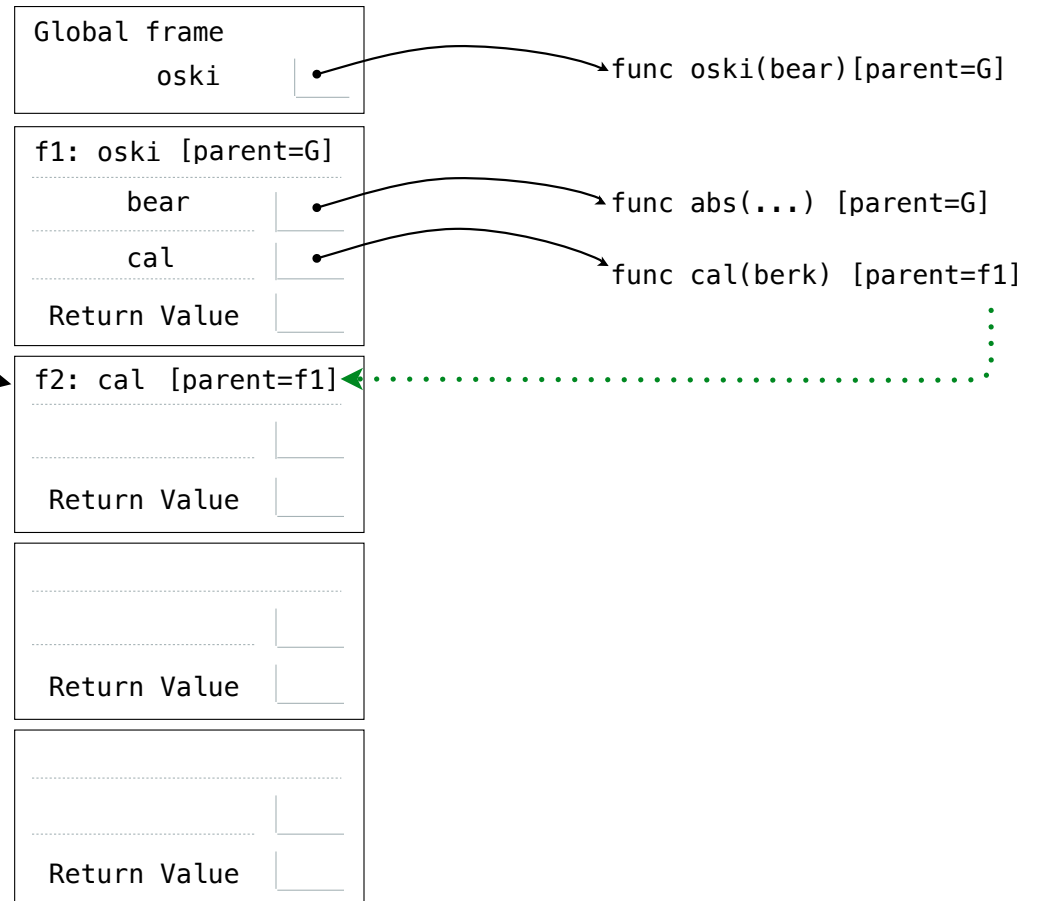 Global frame
oski
func oski(bear)[parent=G]
f1: oski [parent=G]
bear
func abs(...) [parent=G]
cal
func cal(berk) [parent=f1]
Return Value
f2: cal [parent=f1]
Return Value
Return Value
Return Value